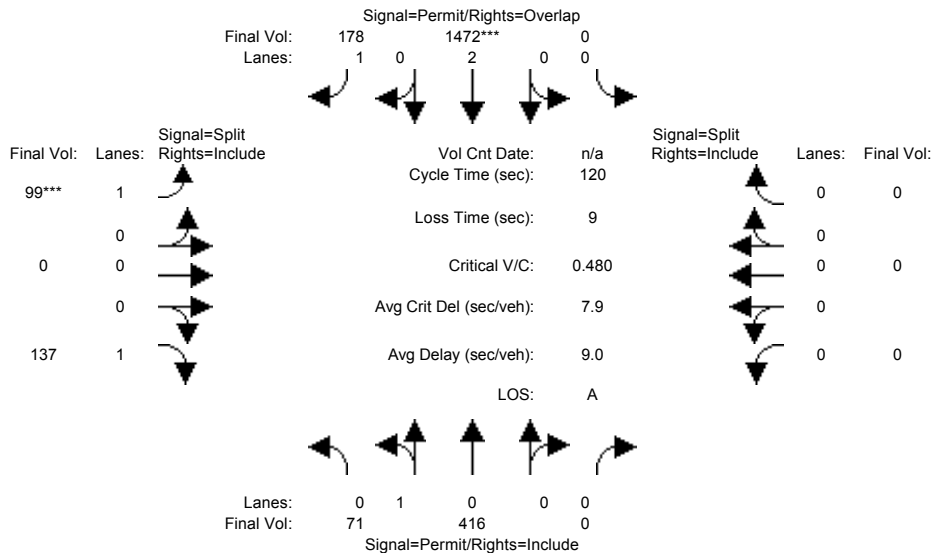 Signal=Permit/Rights=Overlap
Final Vol: 178 1472*** 0
Lanes: 1 0 2 0 0
Signal=Split Signal=Split
Final Vol: Lanes: Rights=Include Vol Cnt Date: n/a Rights=Include Lanes: Final Vol:
Cycle Time (sec): 120
99*** 1 0 0
Loss Time (sec): 9
0 0
0 0 Critical V/C: 0.480 0 0
0 Avg Crit Del (sec/veh): 7.9 0
137 1 Avg Delay (sec/veh): 9.0 0 0
LOS: A
Lanes: 0 1 0 0 0
Final Vol: 71 416 0
Signal=Permit/Rights=Include